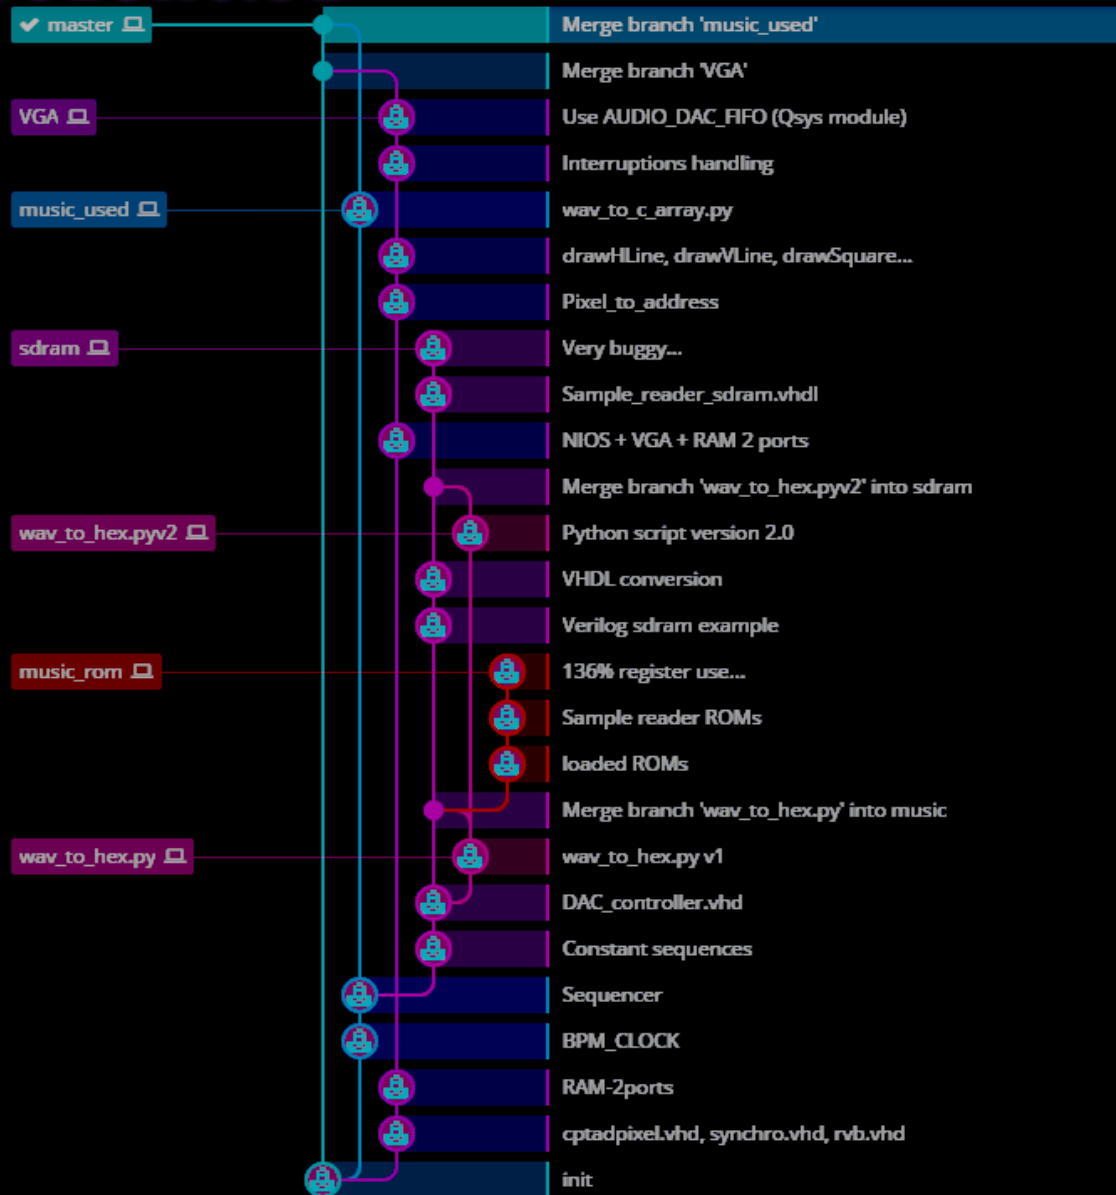 master Merge branch 'music_used'
Merge branch 'VGA'
VGA Use AUDIO_DAC_FIFO (Qsys module)
Interruptions handling
music_used wav_to_c_array.py
drawHLine, drawVLine, drawSquare...
Pixel_to_address
sdram Very buggy...
Sample_reader_sdram.vhdl
NIOS + VGA + RAM 2 ports
Merge branch 'wav_to_hex.pyv2' into sdram
wav_to_hex.pyv2 Python script version 2.0
VHDL conversion
Verilog sdram example
music_rom 136% register use...
Sample reader ROMs
loaded ROMs
Merge branch 'wav_to_hex.py' into music
wav_to_hex.py wav_to_hex.py v1
DAC_controller.vhd
Constant sequences
Sequencer
BPM_CLOCK
RAM-2ports
cptadpixel.vhd, synchro.vhd, rvb.vhd
init